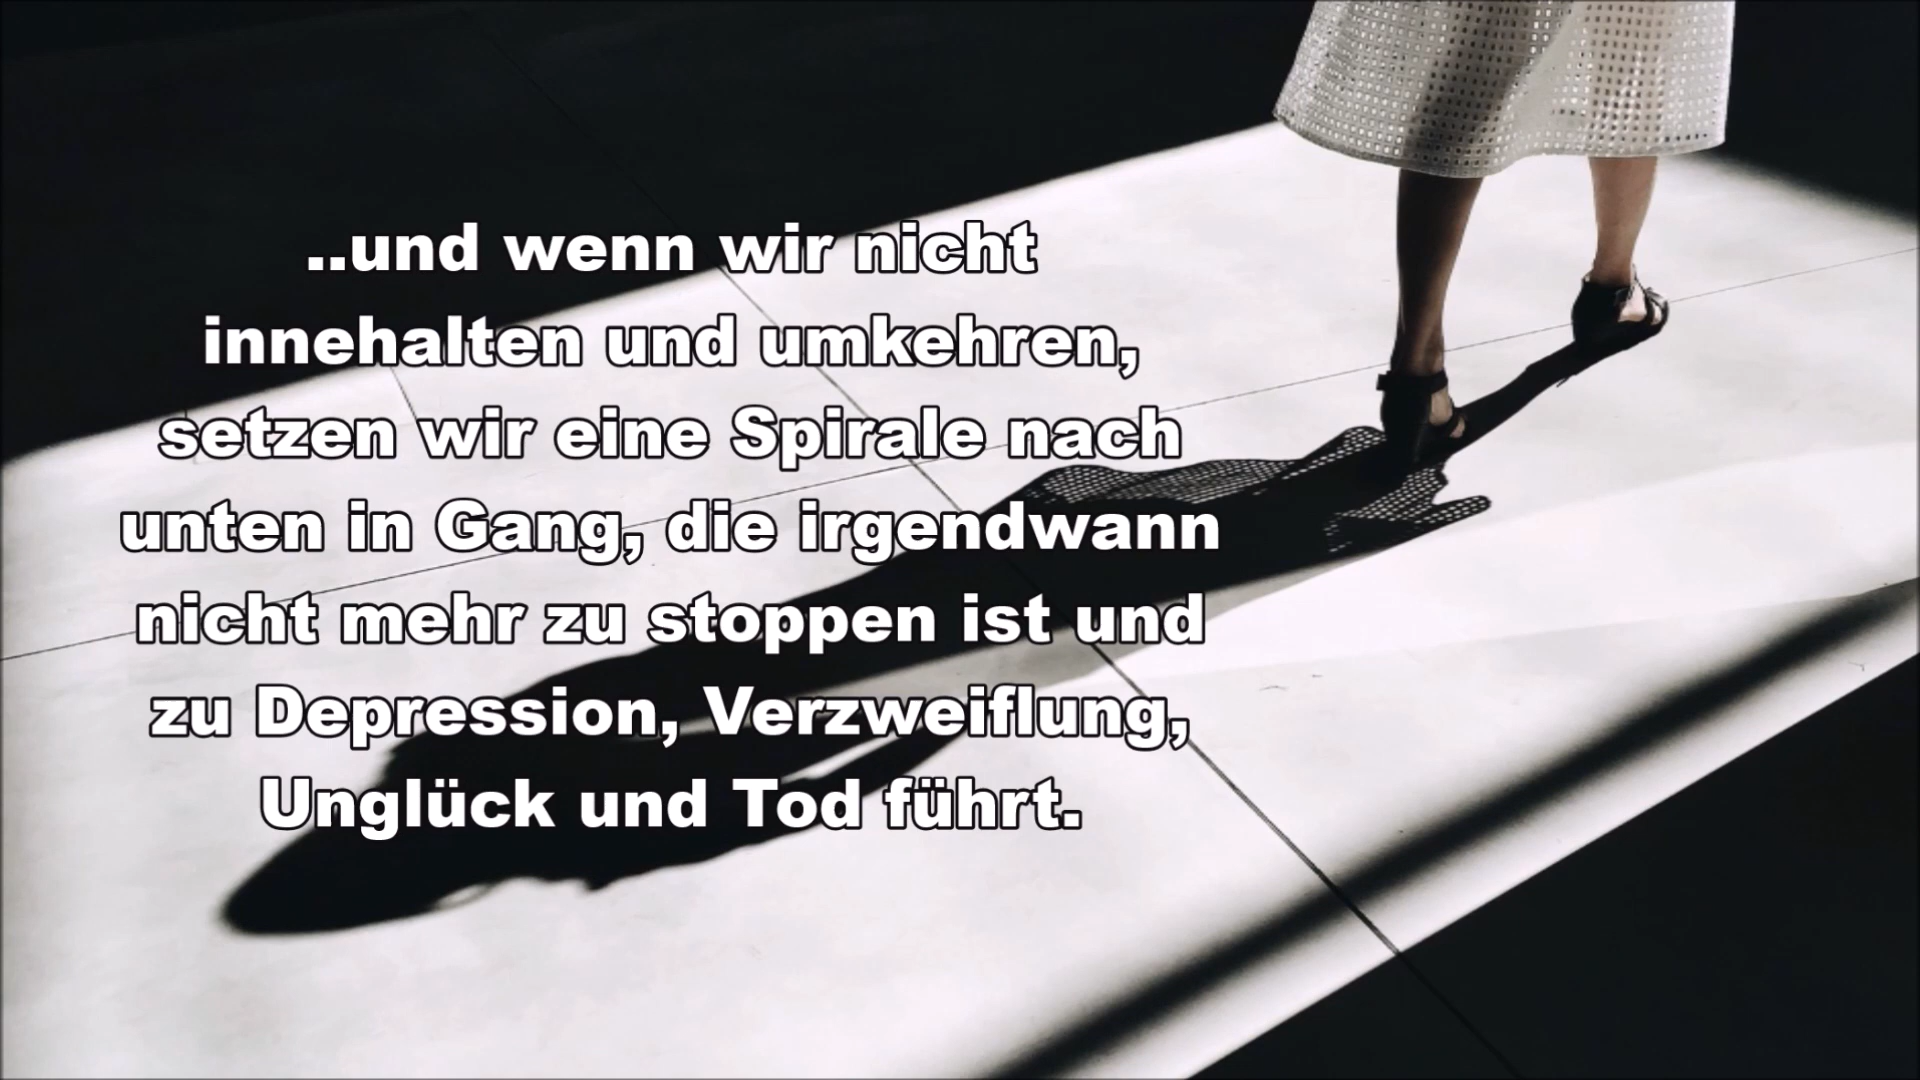 ..und wenn wir nicht
innehalten und umkehren,
setzen wir eine Spirale nach
unten in Gang, die irgendwann
nicht mehr zu stoppen ist und
zu Depression, Verzweiflung,
Unglück und Tod führt.